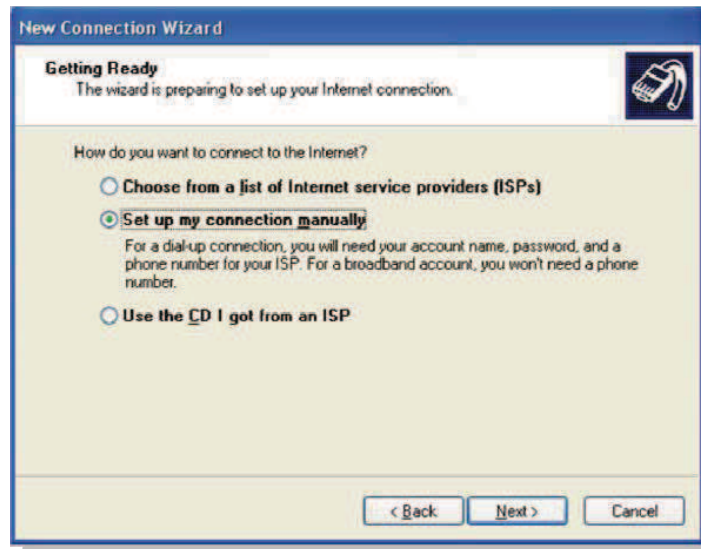 New Connection Wizard
Getting Ready
The wizard is preparing to set up your Internet connection.
How do you want to connect to the Internet?
Choose from a list of Internet service providers (ISPs)
Set up my connection manually
For a dial-up connection, you will need your account name, password, and a
phone number for your ISP. For a broadband account, you won't need a phone
number.
Use the CD I got from an ISP
< Back Next > Cancel